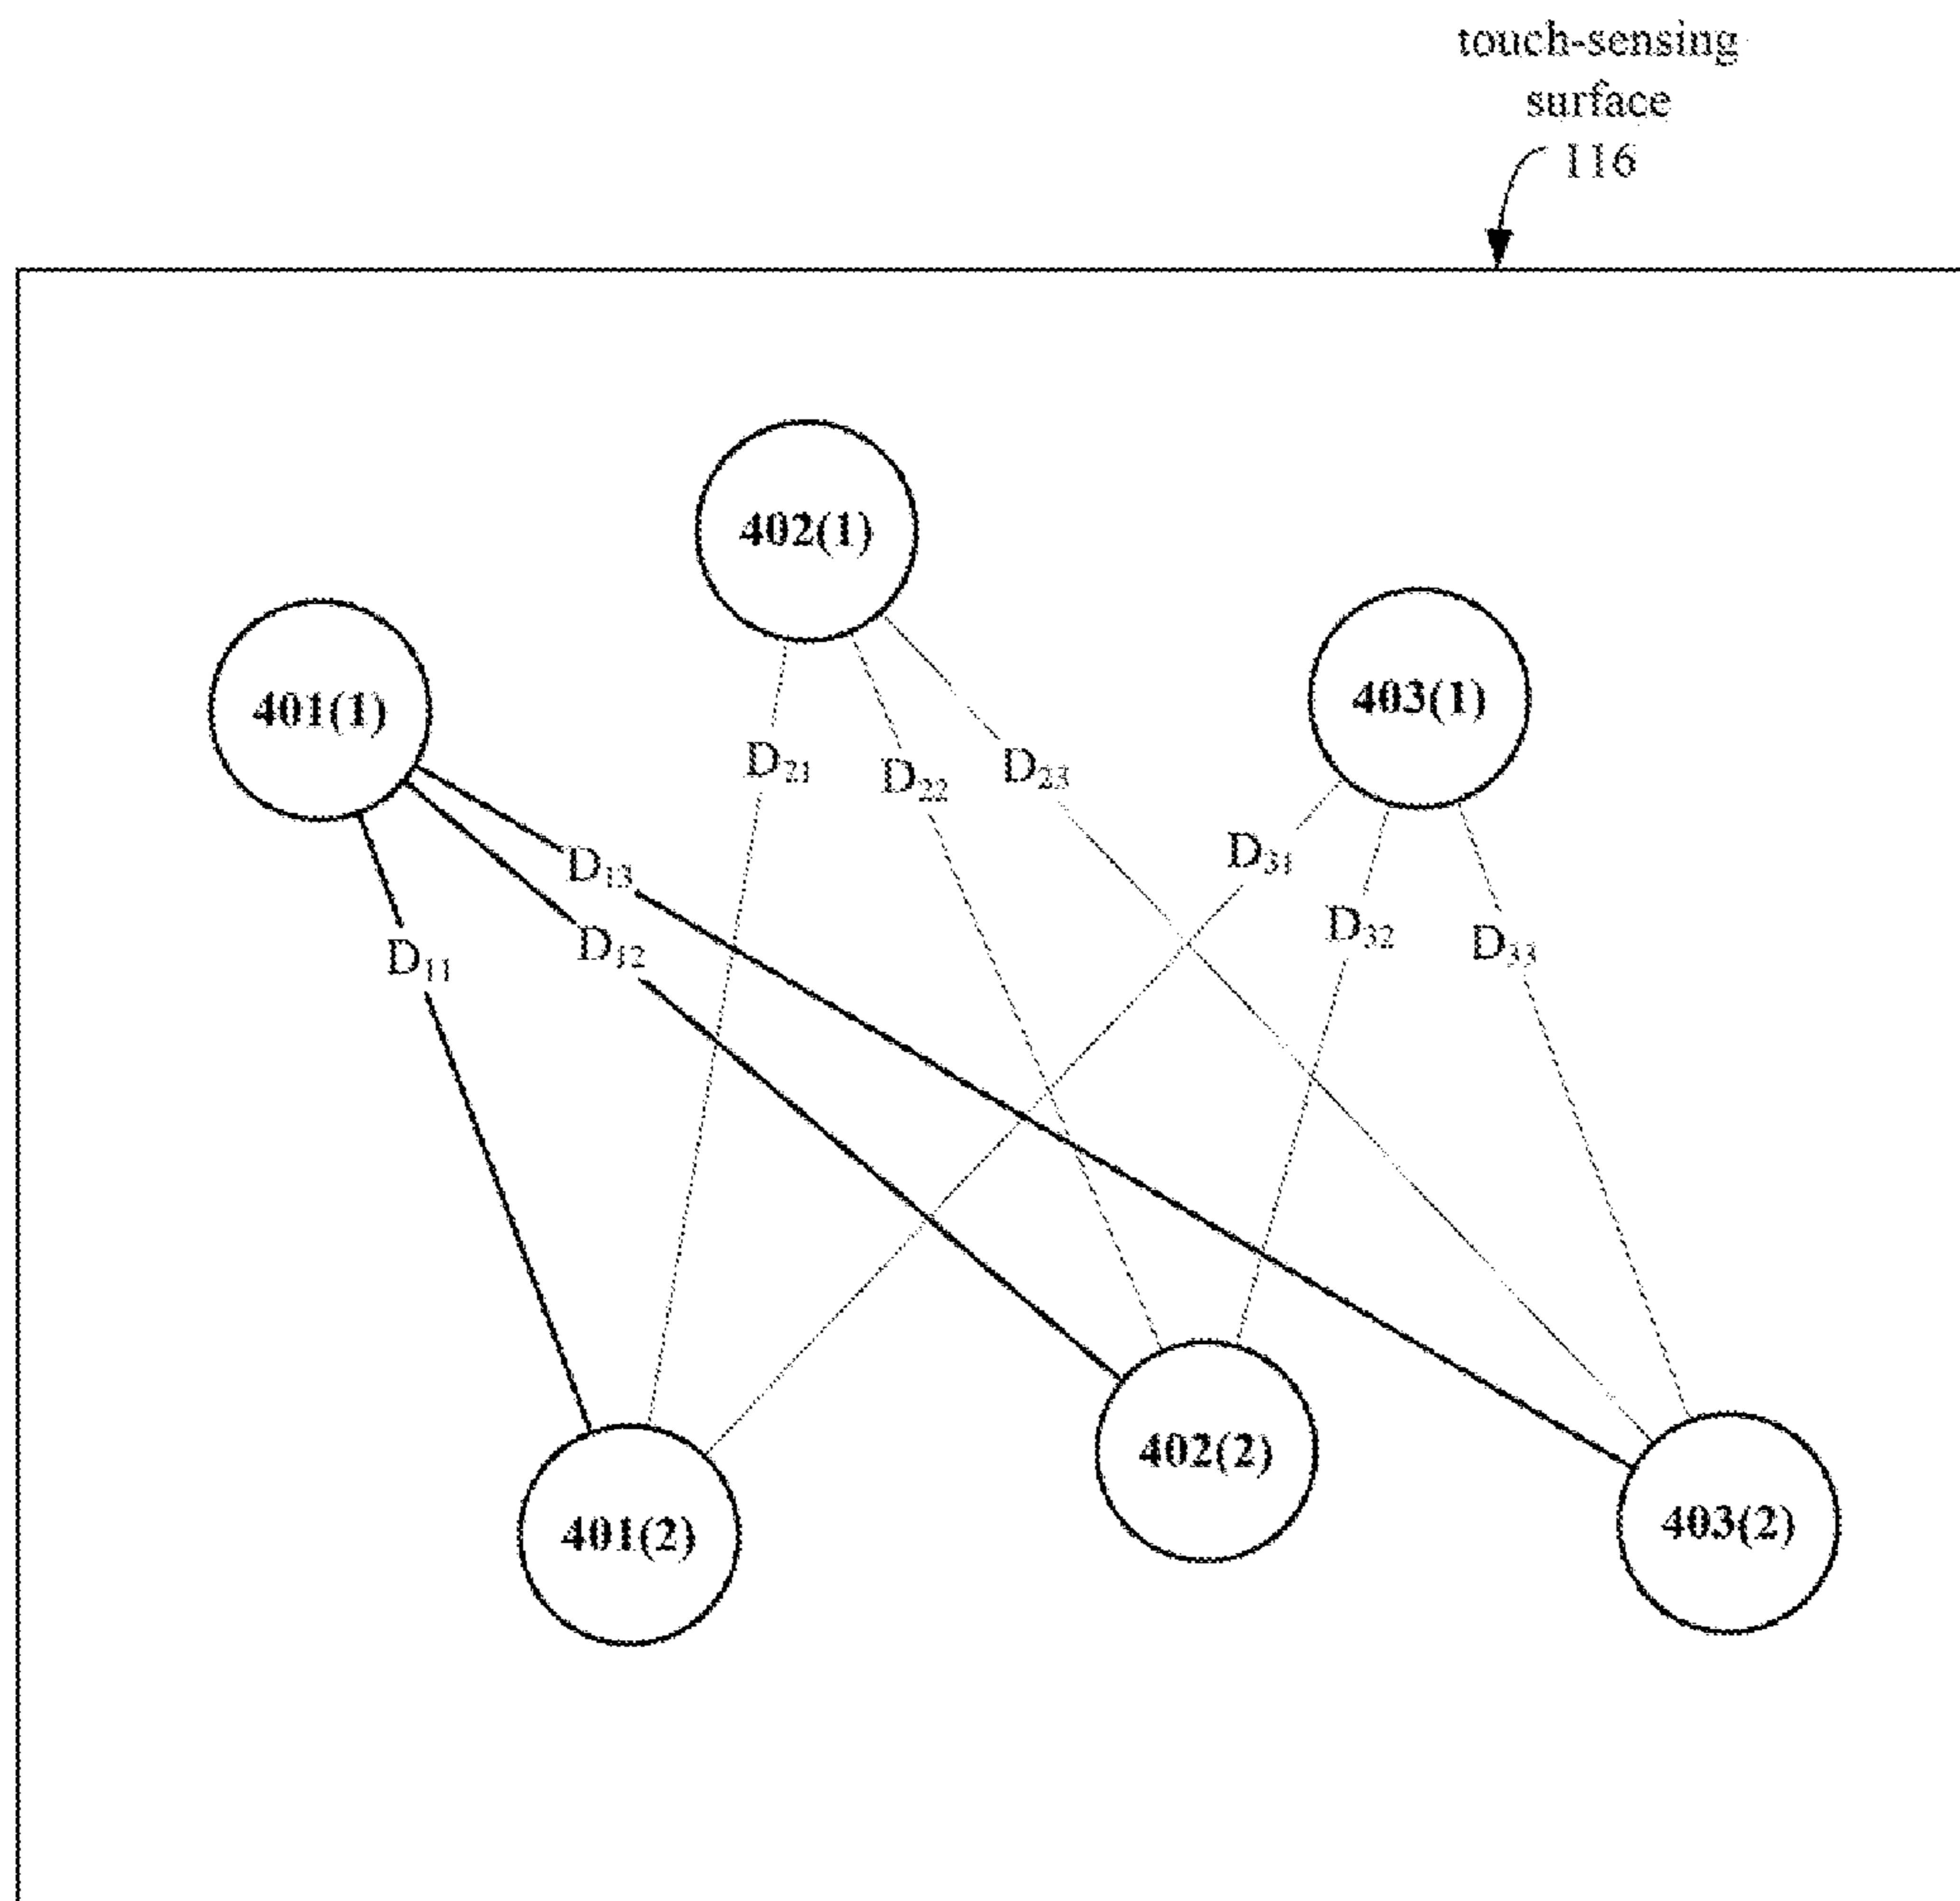 touch-sensing
surface
116
402(1)
403(1)
401(1)
D₂₁
D₂₂
D₂₃
D₃₁
D₁₃
D₃₂
D₁₂
D₃₃
D₁₁
402(2)
403(2)
401(2)